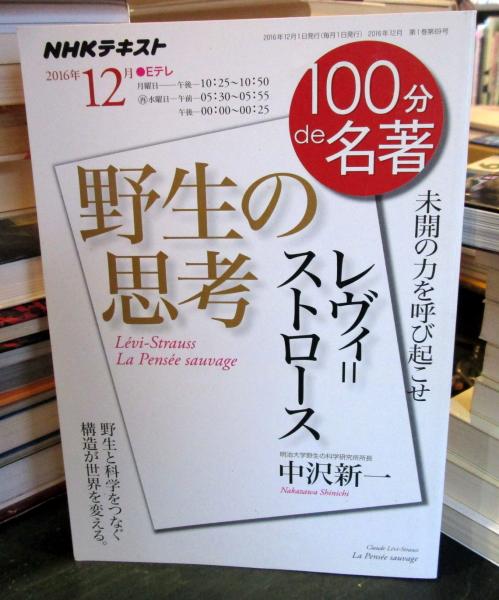 2016年12月1日発行(毎月1日発行) 2016年12月 第1巻第69号
NHKテキスト
2016年12月●Eテレ
月曜日——午後—10:25〜10:50
㊗水曜日—午前—05:30〜05:55
午後—00:00〜00:25
100分
de名著
野生の
思考
Lévi-Strauss
La Pensée sauvage
レヴィ=
ストロース
未開の力を呼び起こせ
野生と科学をつなぐ
構造が世界を変える。
明治大学野生の科学研究所所長
中沢新一
Nakazawa Shinichi
Claude Lévi-Strauss
La Pensée sauvage